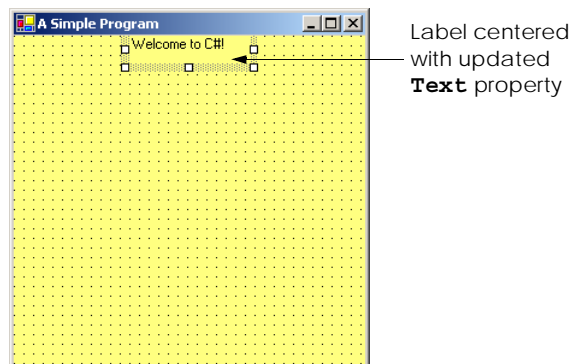 A Simple Program
Welcome to C#!
Label centered
with updated
Text property